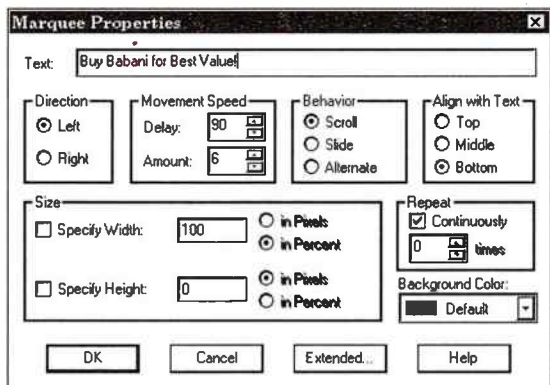 Marquee Properties
Text: Buy Babani for Best Value!
Direction
Left
Right
Movement Speed
Delay: 90
Amount: 6
Behavior
Scroll
Slide
Alternate
Align with Text
Top
Middle
Bottom
Size
Specify Width: 100
in Pixels
in Percent
Specify Height: 0
in Pixels
in Percent
Repeat
Continuously
0 times
Background Color:
Default
OK Cancel Extended... Help